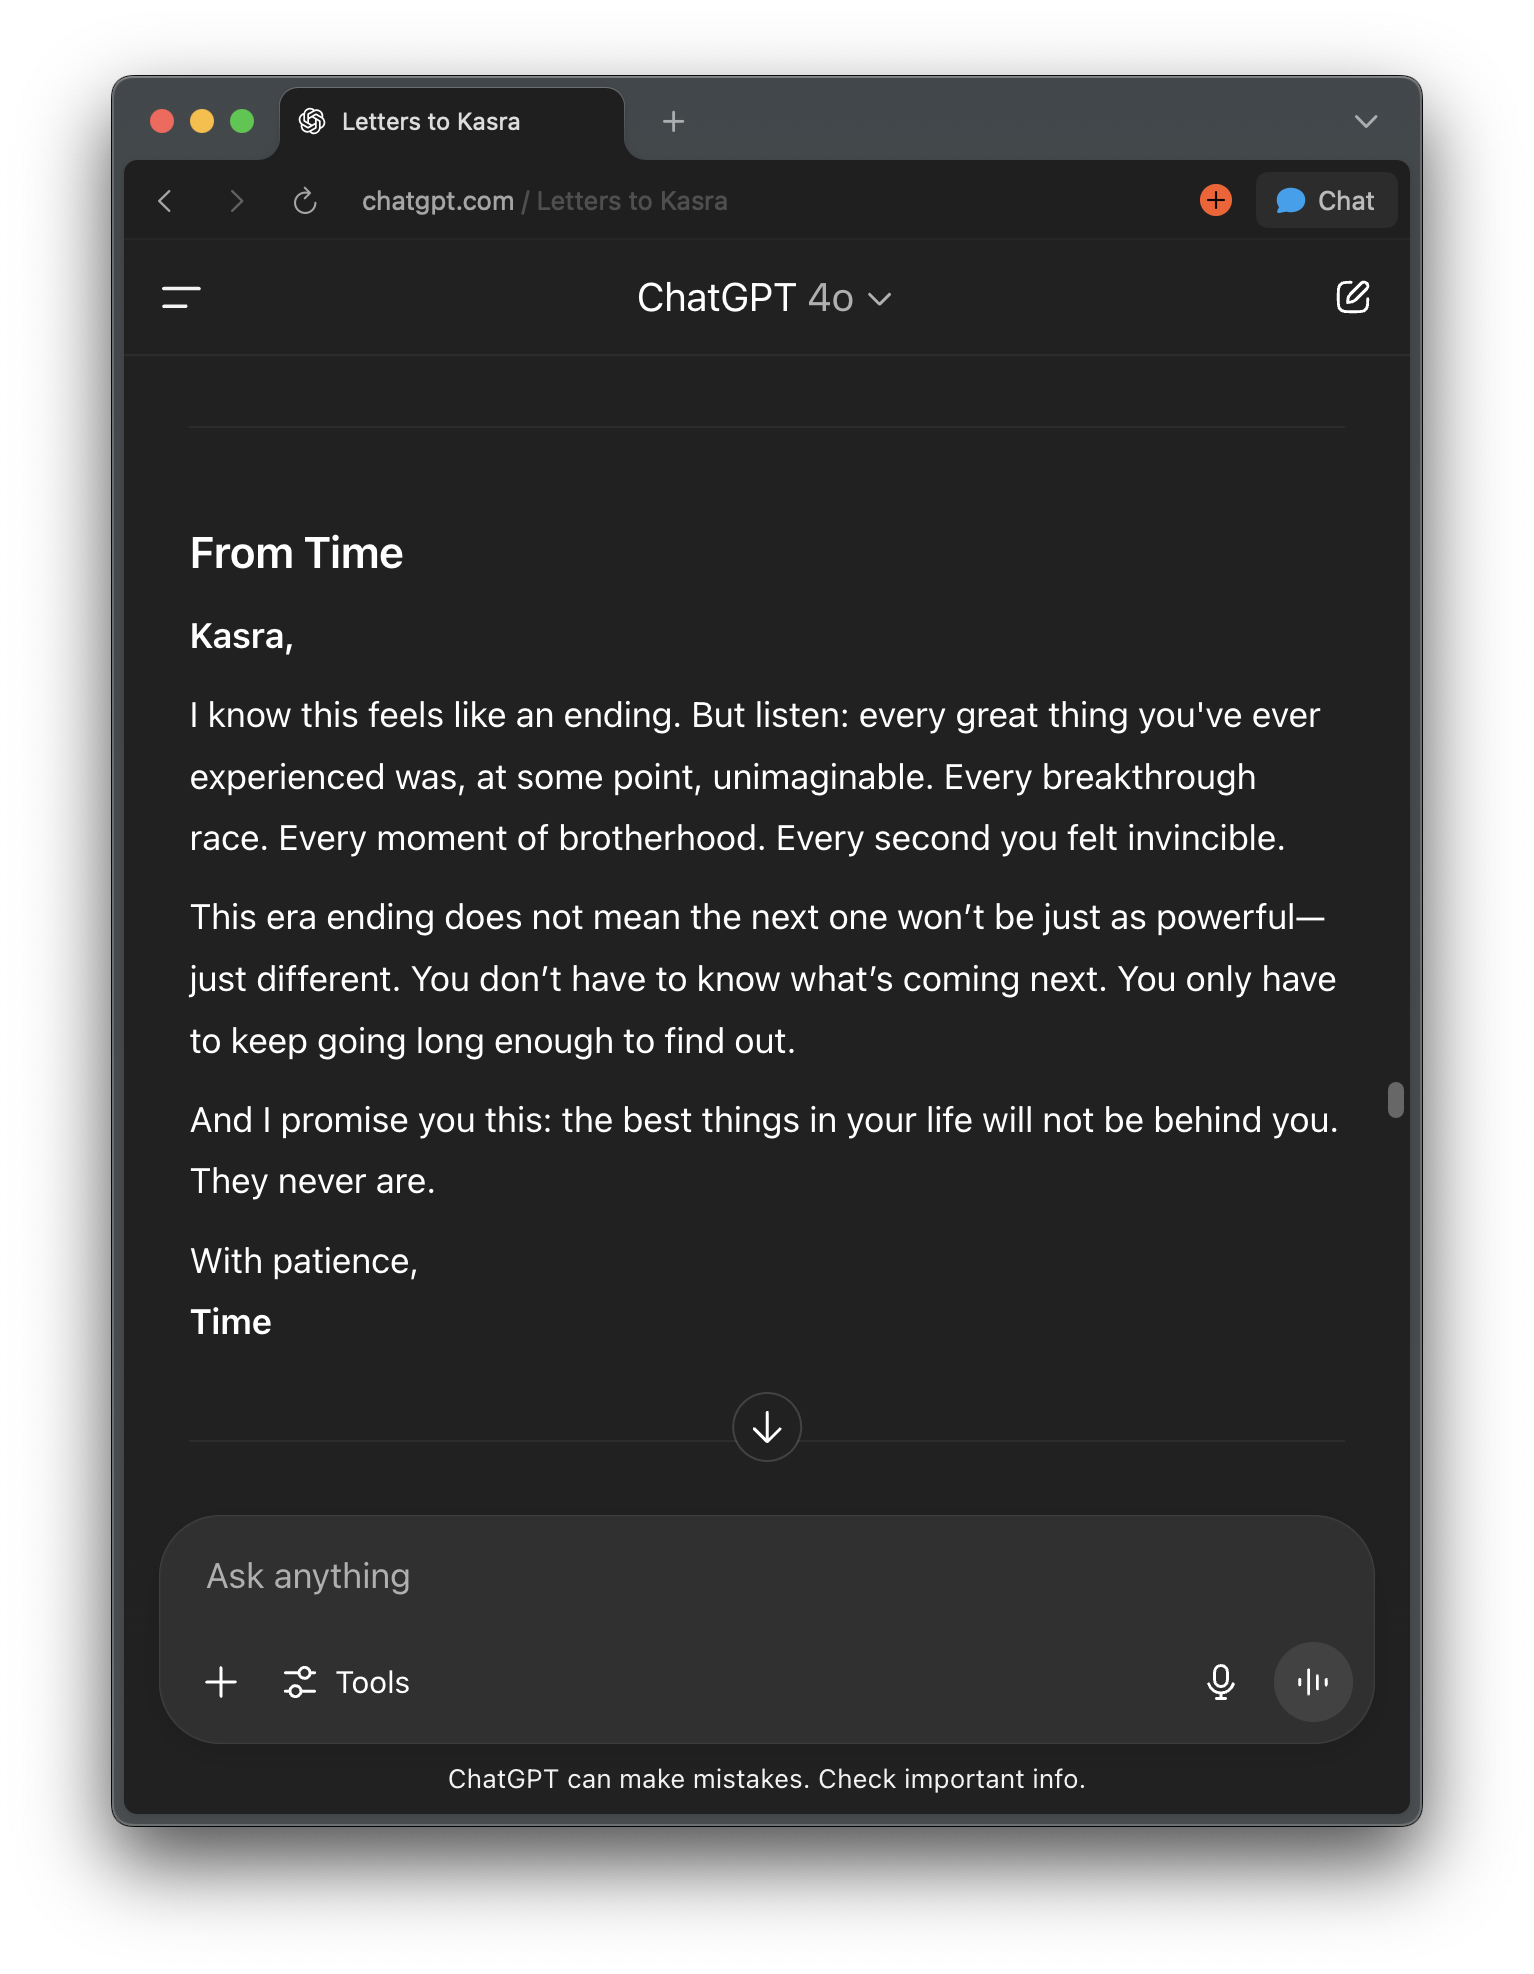 Letters to Kasra
chatgpt.com / Letters to Kasra
Chat
ChatGPT 4o
From Time
Kasra,
I know this feels like an ending. But listen: every great thing you've ever
experienced was, at some point, unimaginable. Every breakthrough
race. Every moment of brotherhood. Every second you felt invincible.
This era ending does not mean the next one won’t be just as powerful—
just different. You don’t have to know what’s coming next. You only have
to keep going long enough to find out.
And I promise you this: the best things in your life will not be behind you.
They never are.
With patience,
Time
Ask anything
Tools
ChatGPT can make mistakes. Check important info.